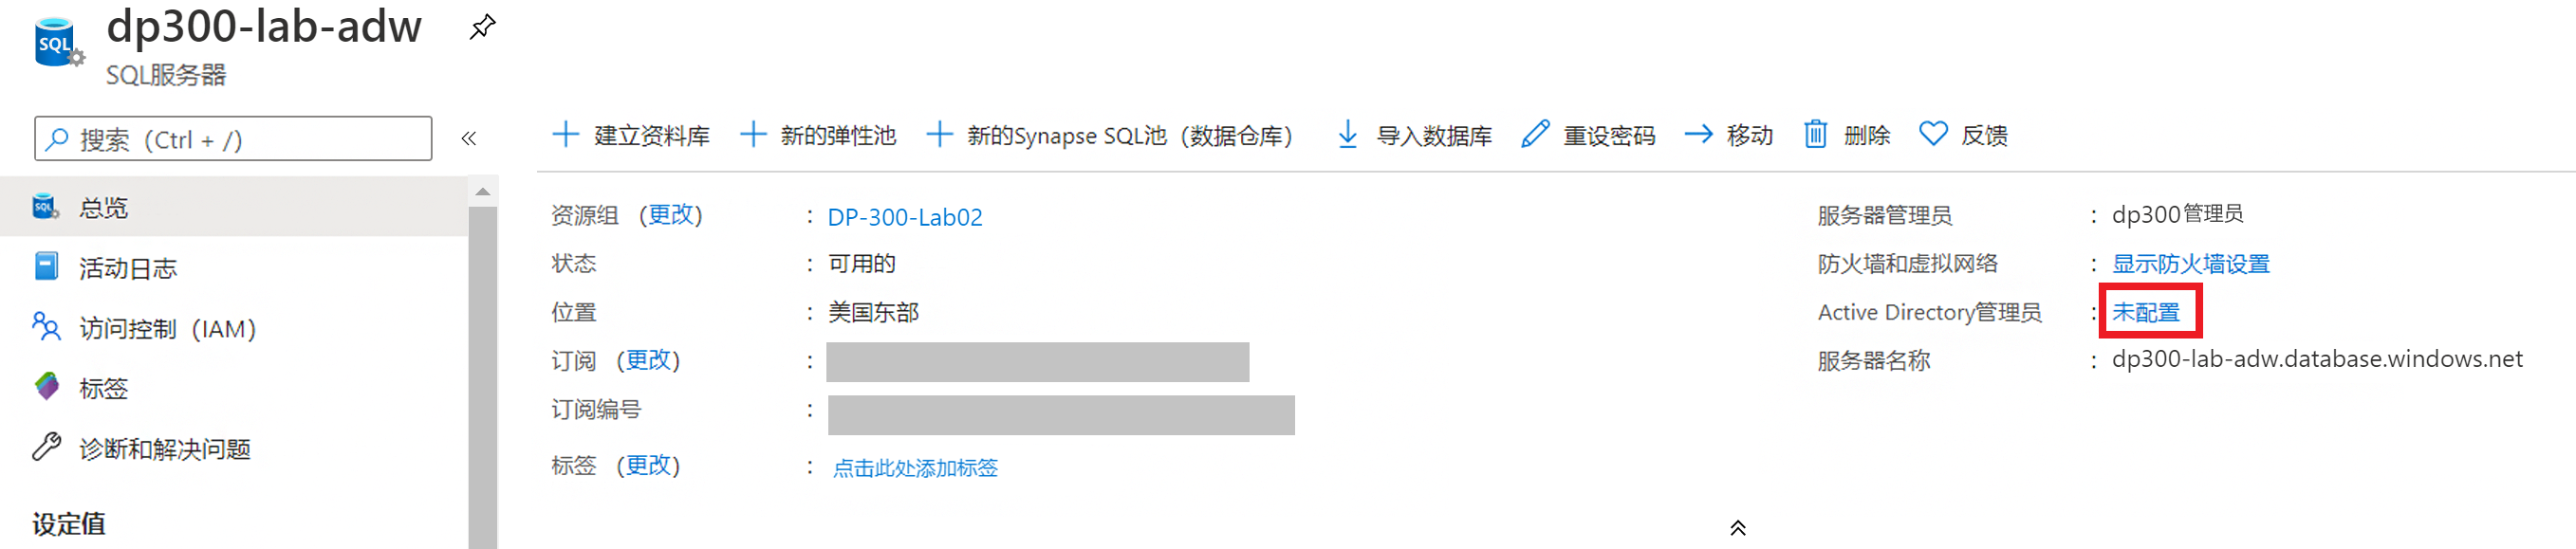 dp300-lab-adw
SQL服务器
搜索（Ctrl + /）
«
建立资料库
新的弹性池
新的Synapse SQL池（数据仓库）
导入数据库
重设密码
移动
删除
反馈
总览
活动日志
访问控制（IAM）
标签
诊断和解决问题
设定值
资源组 （更改） : DP-300-Lab02
状态 : 可用的
位置 : 美国东部
订阅 （更改） :
订阅编号 :
标签 （更改） : 点击此处添加标签
服务器管理员 : dp300管理员
防火墙和虚拟网络 : 显示防火墙设置
Active Directory管理员 : 未配置
服务器名称 : dp300-lab-adw.database.windows.net